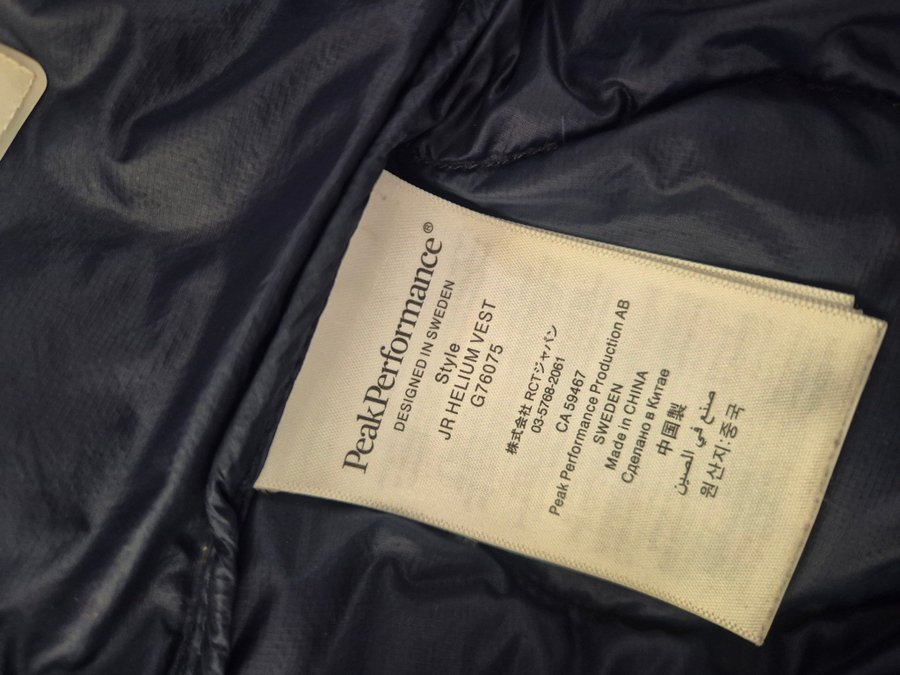 PeakPerformance®
DESIGNED IN SWEDEN
Style
JR HELIUM VEST
G76075
株式会社 RCTジャパン
03-5768-2061
CA 59467
Peak Performance Production AB
SWEDEN
Made in CHINA
Сделано в Китае
中国製
صنع في الصين
원산지:중국